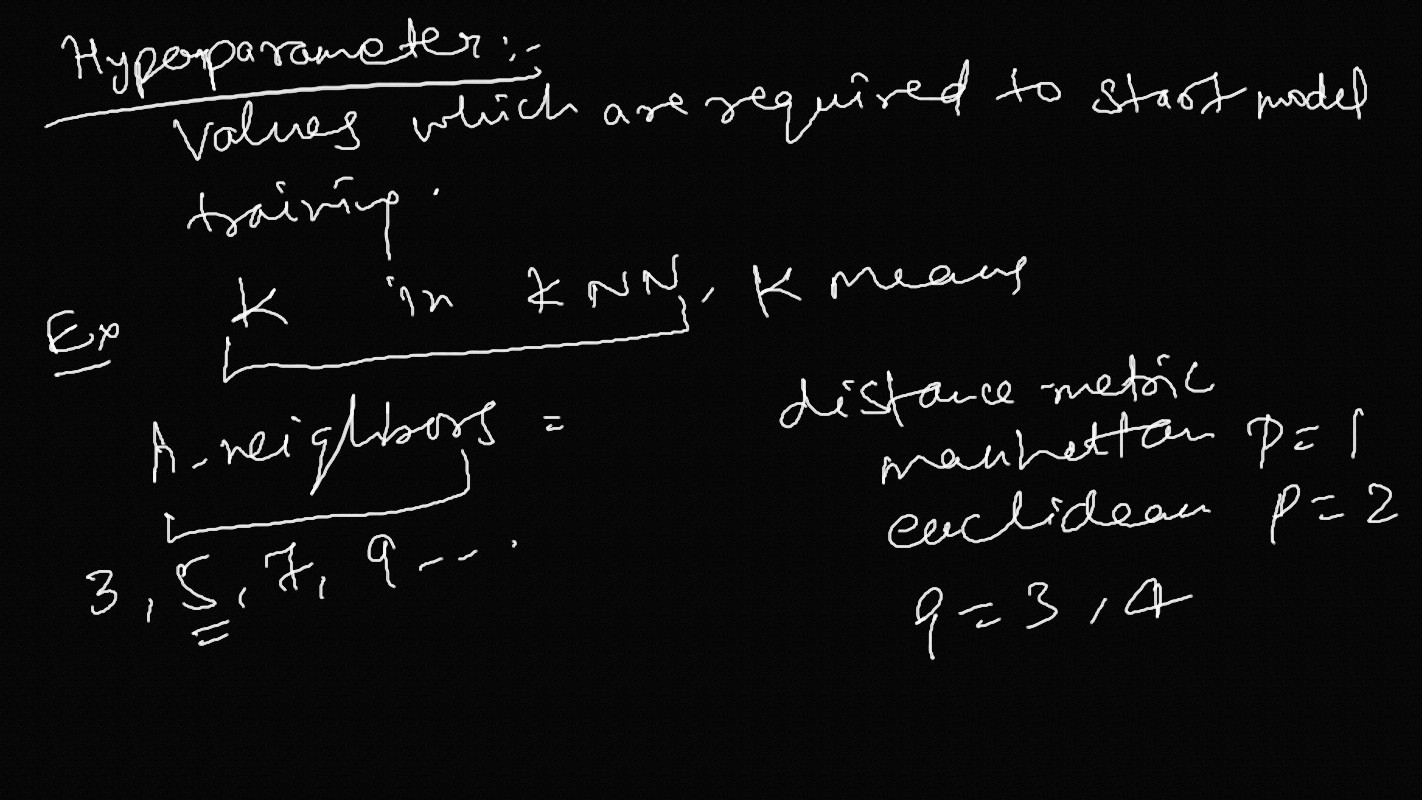 Hyperparameter :-
Values which are required to start model
training.
Ex K in KNN, K means
n-neighbors =
3, 5, 7, 9 -- .
distance metric
manhettan p=1
euclidean p=2
q=3, 4